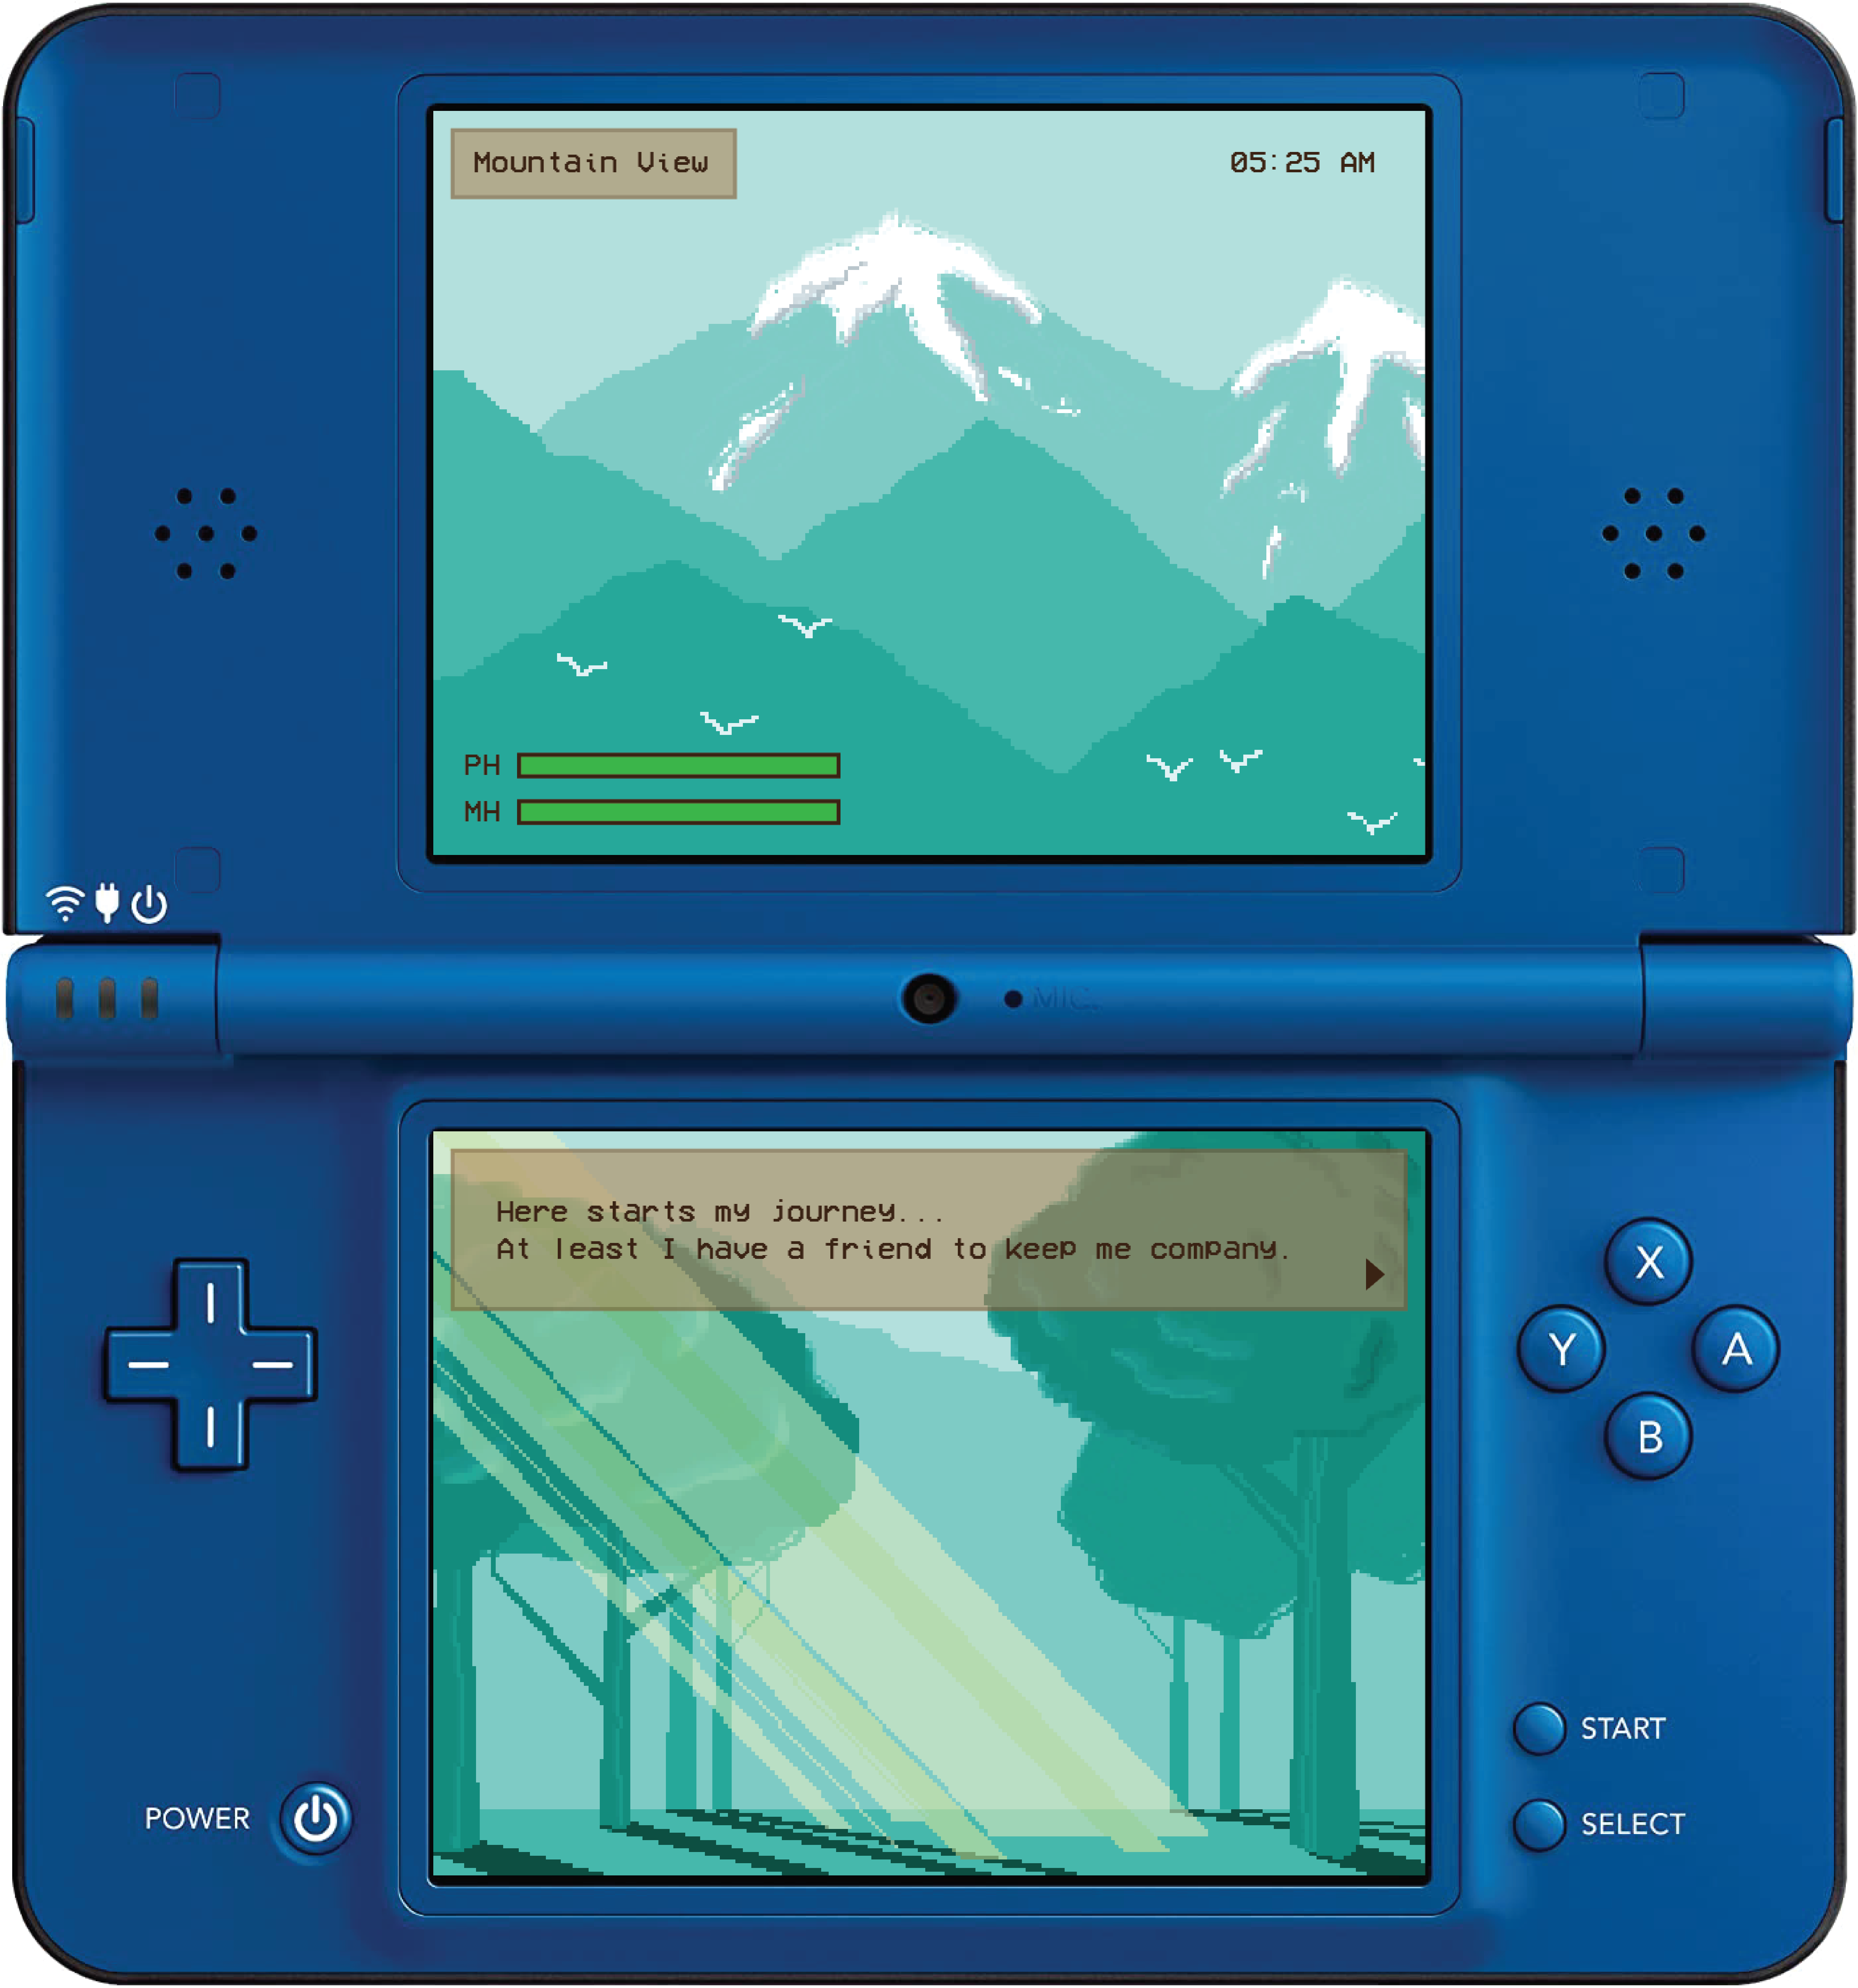 Mountain View
05:25 AM
PH
MH
MIC.
Here starts my journey...
At least I have a friend to keep me company.
X
Y
A
B
START
SELECT
POWER